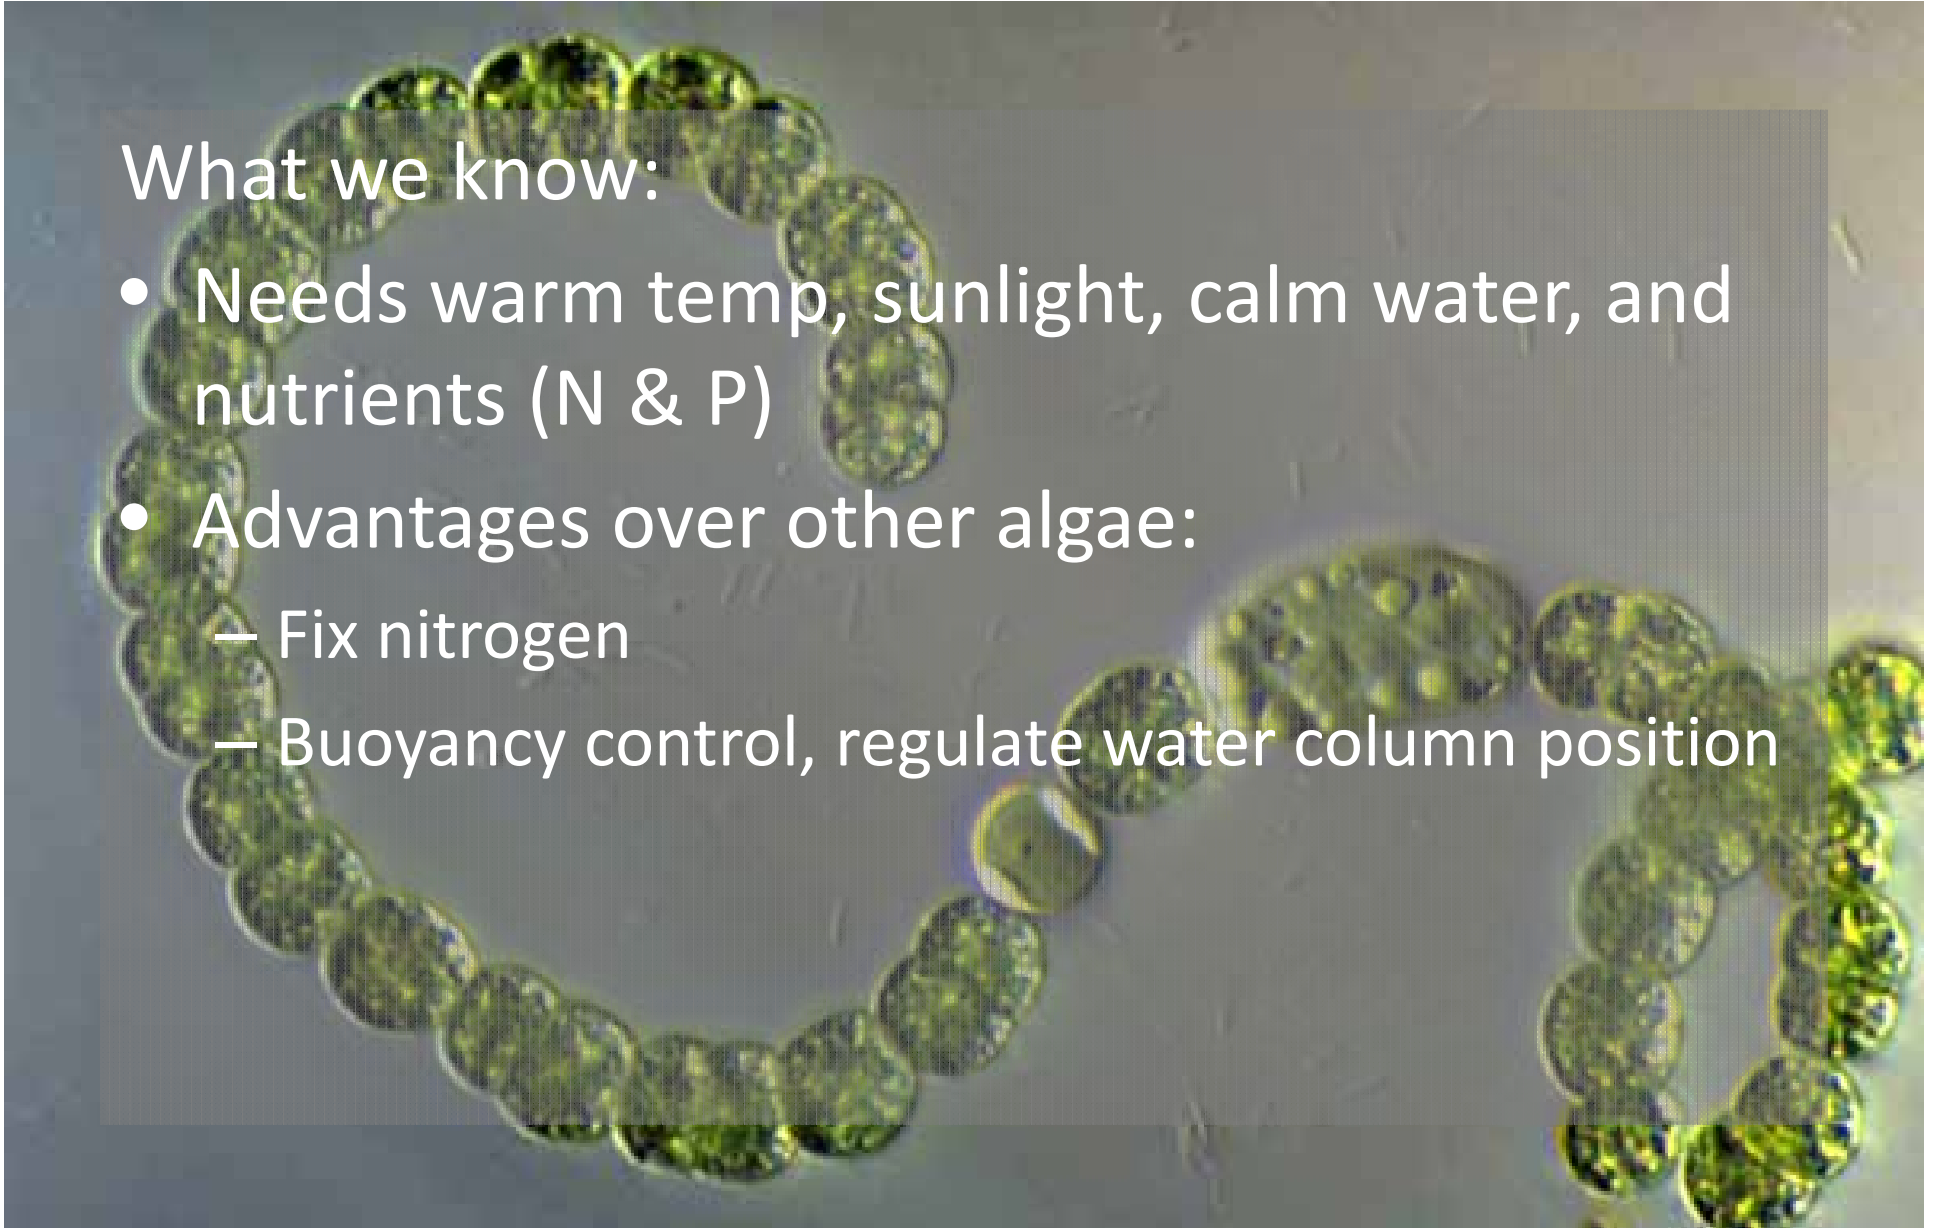 What we know:
• Needs warm temp, sunlight, calm water, and
nutrients (N & P)
• Advantages over other algae:
– Fix nitrogen
– Buoyancy control, regulate water column position